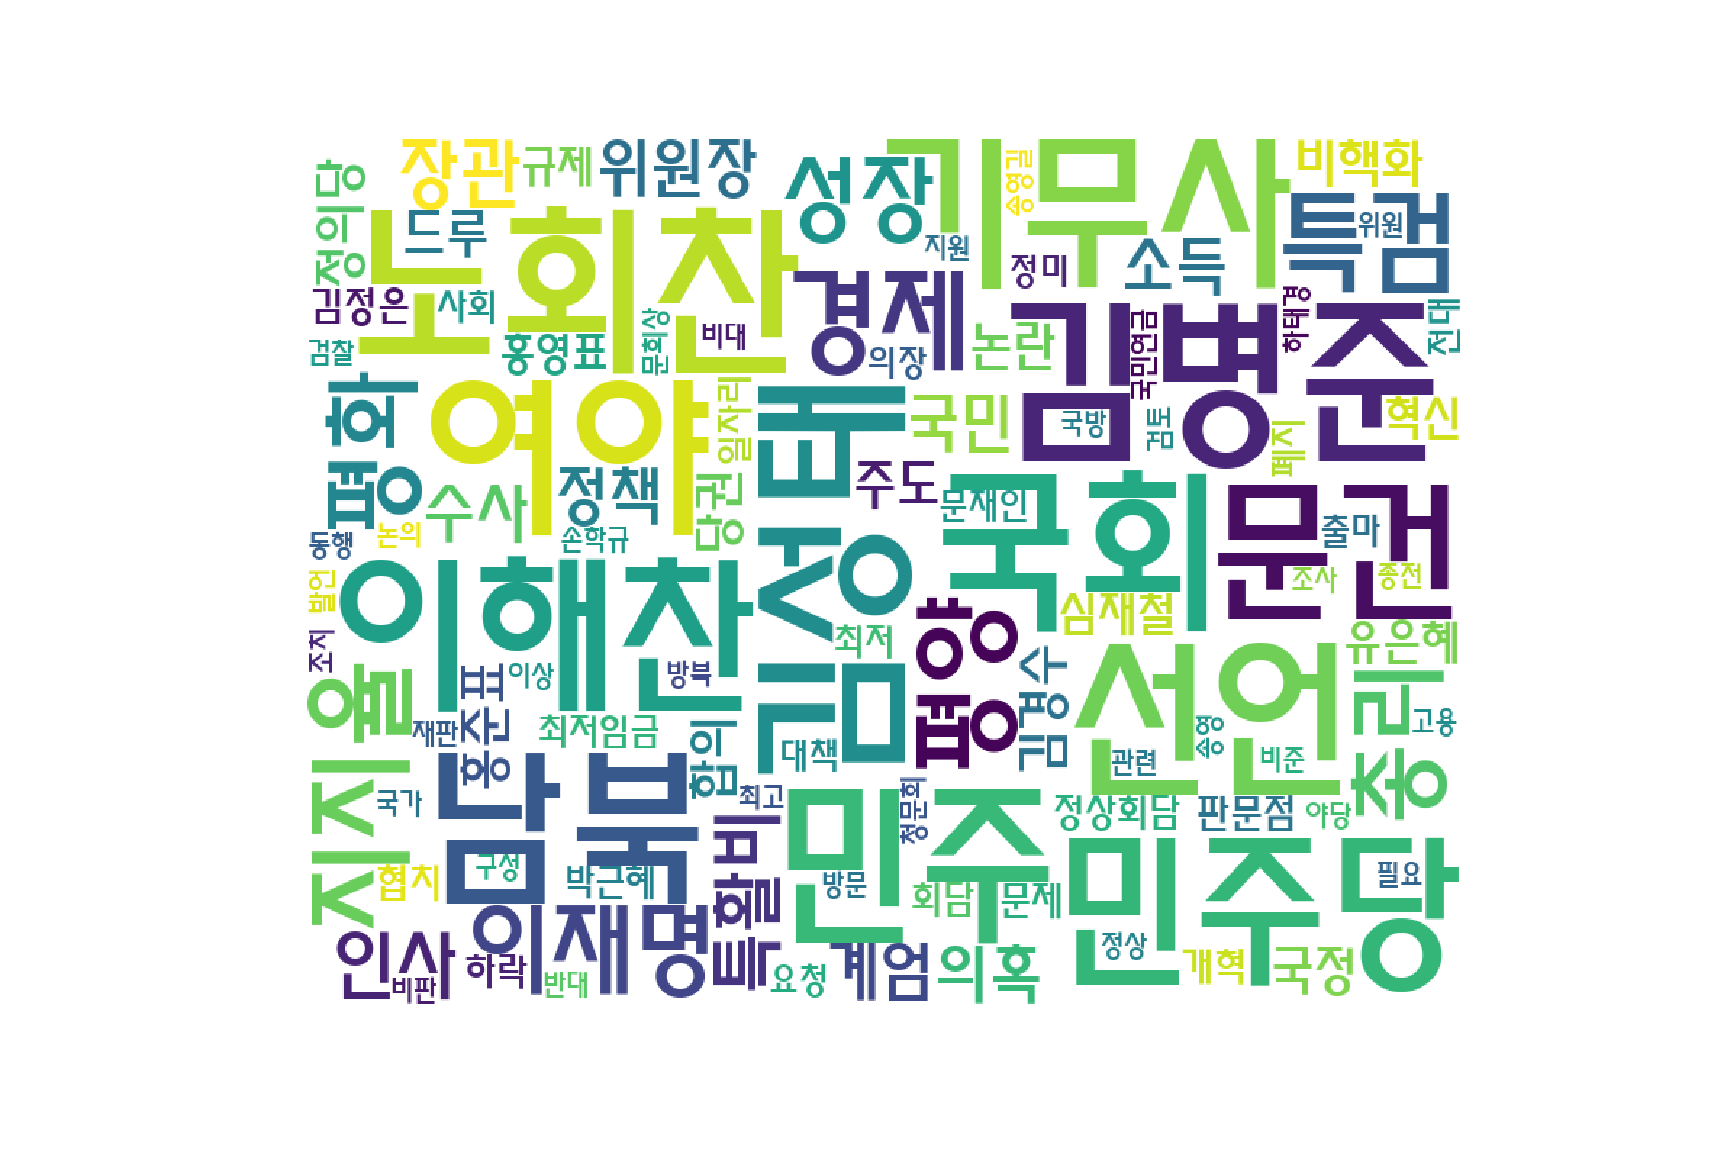 기무사
장관
규제
위원장
성장
송영길
비핵화
정의당
드루
노회찬
지원
정미
소득
특검
위원
김정은
사회
경제
김병준
국민연금
하태경
전대
검찰
홍영표
문희상
비대
의장
논란
평화
여야
일자리
김성태
국민
국방
검토
폐지
혁신
수사
정책
당권
주도
문재인
국회
문건
출마
동행
논의
손학규
발언
이해찬
최저
평양
심재철
조사
종전
유은혜
조치
지지율
홍준표
이상
방북
김경수
선언
총리
재판
최저임금
합의
대책
관련
송영
비준
고용
국가
남북
최고
청문회
민주
정상회담
판문점
야당
협치
구성
박근혜
특활비
방문
회담
문제
민주당
필요
인사
비판
하락
이재명
반대
요청
계엄
의혹
정상
개혁
국정